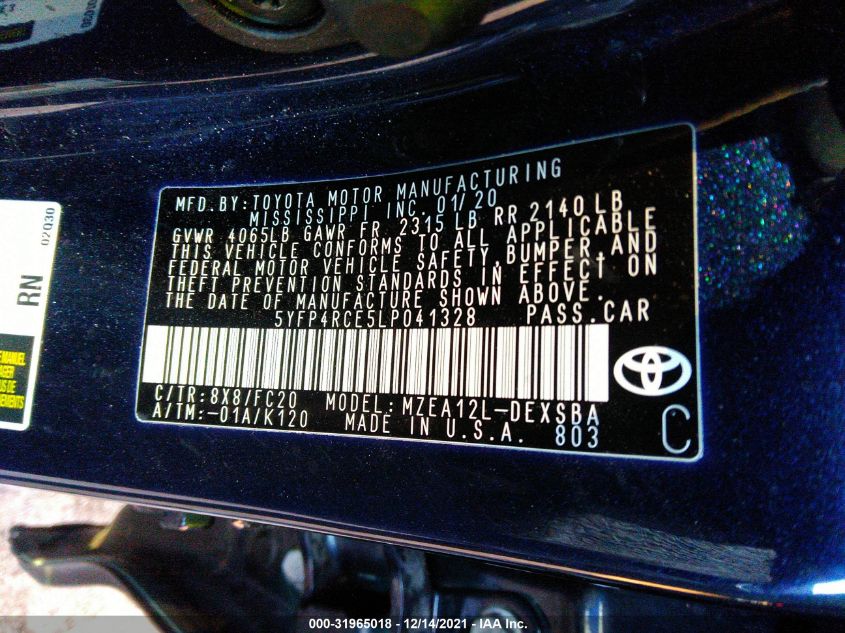 MFD.BY:TOYOTA MOTOR MANUFACTURING
MISSISSIPPI INC. 01/20
GVWR 4065LB GAWR FR 2315 LB RR 2140 LB
THIS VEHICLE CONFORMS TO ALL APPLICABLE
FEDERAL MOTOR VEHICLE SAFETY,BUMPER,AND
THEFT PREVENTION STANDARDS IN EFFECT ON
THE DATE OF MANUFACTURE SHOWN ABOVE.
5YFP4RCE5LP041328 PASS.CAR
C/TR:8X8/FC20 MODEL:MZEA12L-DEXSBA
A/TM:-01A/K120 MADE IN U.S.A. 803
C
02Q30
RN
000-31965018 - 12/14/2021 - IAA Inc.